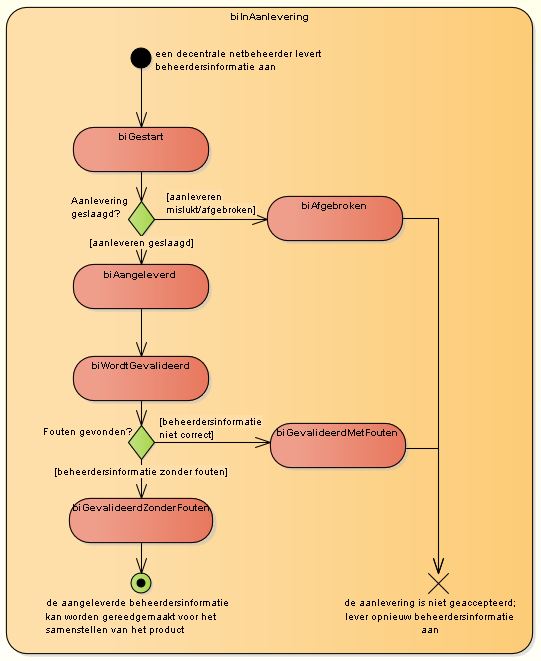 biInAanlevering
een decentrale netbeheerder levert
beheerdersinformatie aan
biGestart
Aanlevering
geslaagd?
[aanleveren
mislukt/afgebroken]
biAfgebroken
[aanleveren geslaagd]
biAangeleverd
biWordtGevalideerd
Fouten gevonden?
[beheerdersinformatie
niet correct]
biGevalideerdMetFouten
[beheerdersinformatie zonder fouten]
biGevalideerdZonderFouten
de aangeleverde beheerdersinformatie
kan worden gereedgemaakt voor het
samenstellen van het product
de aanlevering is niet geaccepteerd;
lever opnieuw beheerdersinformatie
aan